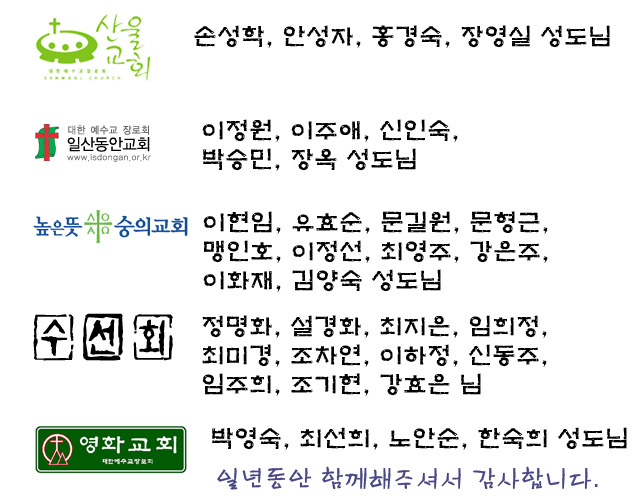 산울교회
대한예수교장로회
SANWOOL CHURCH
손성학, 안성자, 홍경숙, 장영실 성도님
대한 예수교 장로회
일산동안교회
www.isdongan.or.kr
이정원, 이주애, 신인숙,
박승민, 장옥 성도님
높은뜻 숭의교회
이현임, 유효순, 문길원, 문형근,
맹인호, 이정선, 최영주, 강은주,
이화재, 김양숙 성도님
수선회
정명화, 설경화, 최지은, 임희정,
최미경, 조차연, 이하정, 신동주,
임주희, 조기현, 강효은 님
영화교회
대한예수교장로회
박영숙, 최선희, 노안순, 한숙희 성도님
일년동안 함께해주셔서 감사합니다.